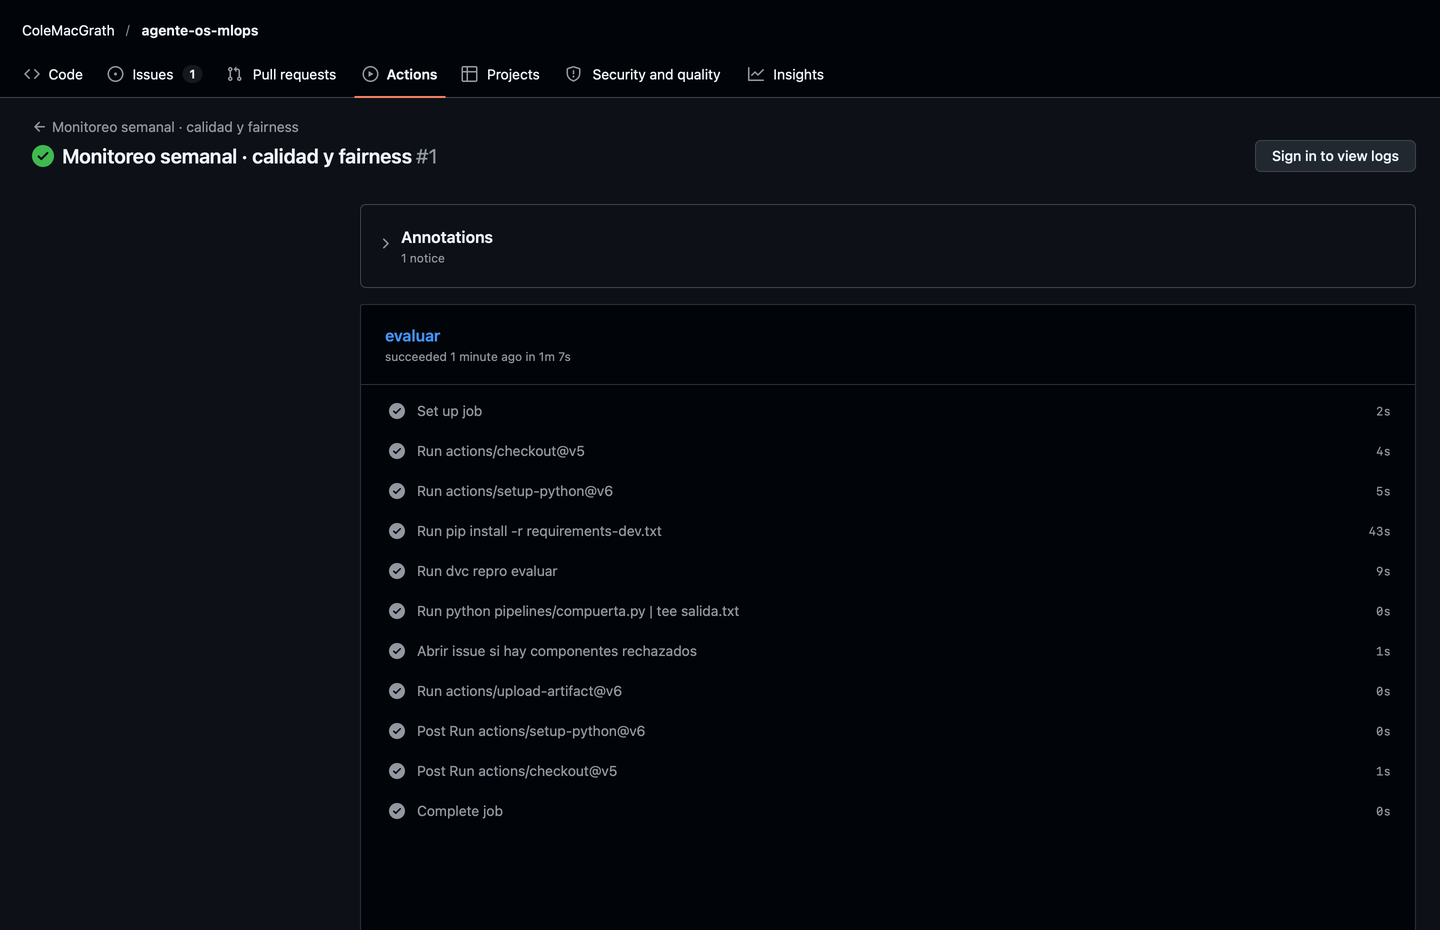 ColeMacGrath / agente-os-mlops
Code Issues 1 Pull requests Actions Projects Security and quality Insights
← Monitoreo semanal · calidad y fairness
Monitoreo semanal · calidad y fairness #1
Sign in to view logs
Annotations
1 notice
evaluar
succeeded 1 minute ago in 1m 7s
Set up job 2s
Run actions/checkout@v5 4s
Run actions/setup-python@v6 5s
Run pip install -r requirements-dev.txt 43s
Run dvc repro evaluar 9s
Run python pipelines/compuerta.py | tee salida.txt 0s
Abrir issue si hay componentes rechazados 1s
Run actions/upload-artifact@v6 0s
Post Run actions/setup-python@v6 0s
Post Run actions/checkout@v5 1s
Complete job 0s